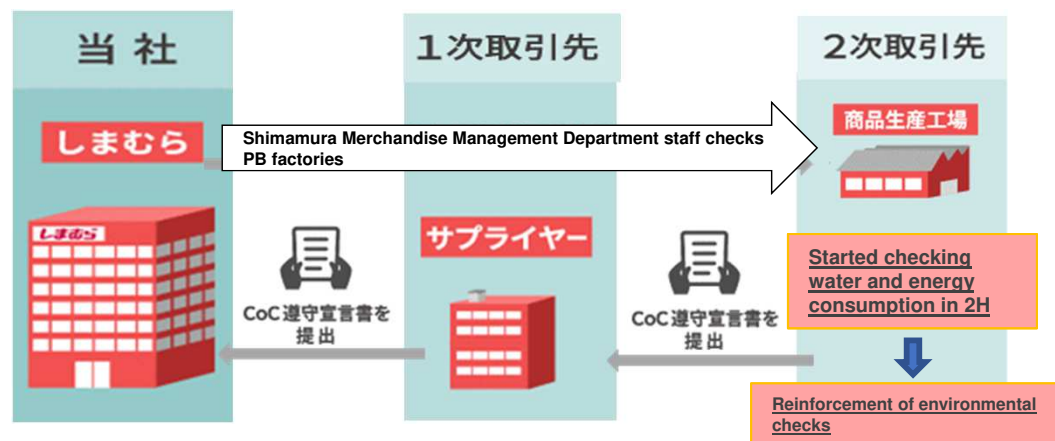 当社
1次取引先
2次取引先
しまむら
Shimamura Merchandise Management Department staff checks
PB factories
商品生産工場
しまむら
サプライヤー
CoC遵守宣言書を
提出
CoC遵守宣言書を
提出
Started checking
water and energy
consumption in 2H
Reinforcement of environmental
checks